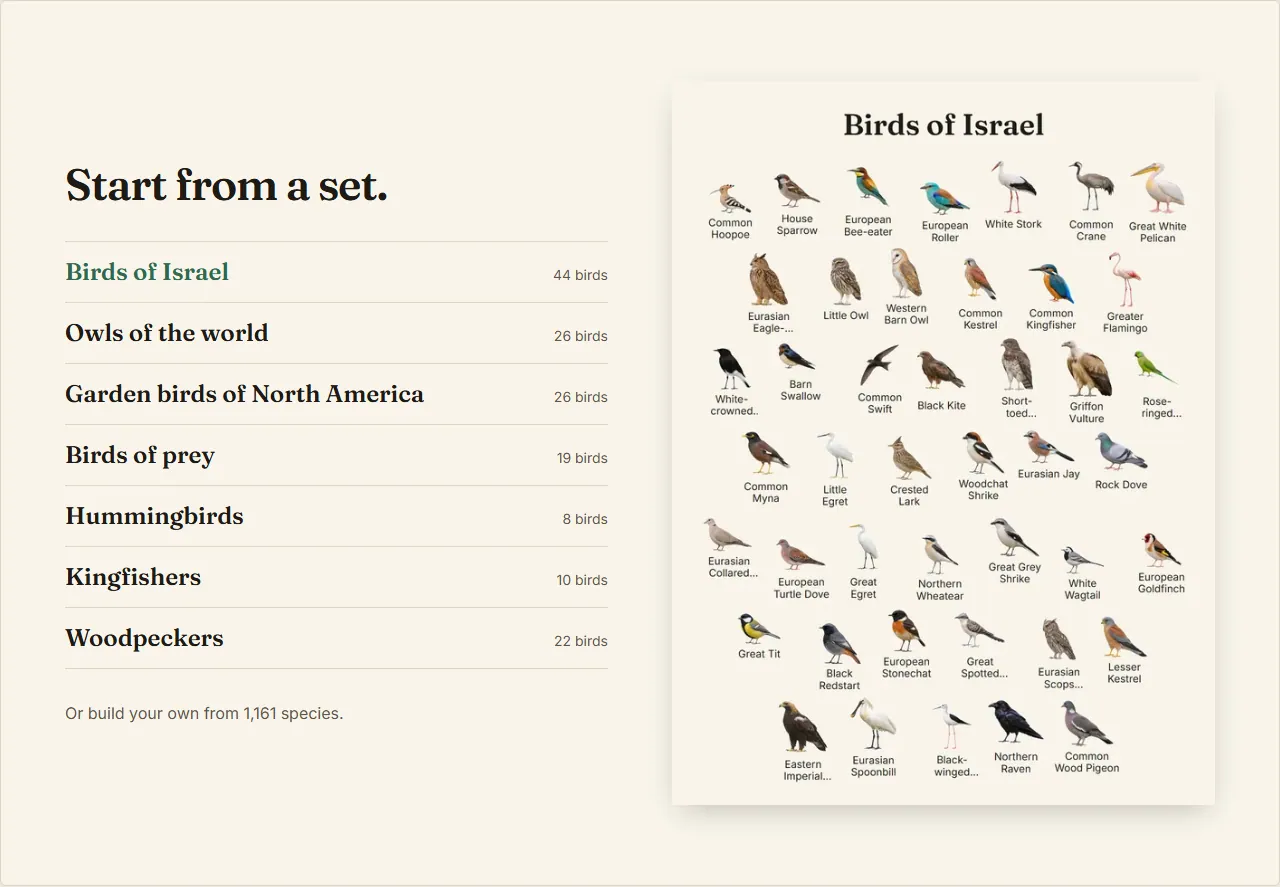 Start from a set.
Birds of Israel
44 birds
Owls of the world
26 birds
Garden birds of North America
26 birds
Birds of prey
19 birds
Hummingbirds
8 birds
Kingfishers
10 birds
Woodpeckers
22 birds
Or build your own from 1,161 species.
Birds of Israel
Common
Hoopoe
House
Sparrow
European
Bee-eater
European
Roller
White Stork
Common
Crane
Great White
Pelican
Eurasian
Eagle-...
Little Owl
Western
Barn Owl
Common
Kestrel
Common
Kingfisher
Greater
Flamingo
White-
crowned..
Barn
Swallow
Common
Swift
Black Kite
Short-
toed...
Griffon
Vulture
Rose-
ringed...
Common
Myna
Little
Egret
Crested
Lark
Woodchat
Shrike
Eurasian Jay
Rock Dove
Eurasian
Collared...
European
Turtle Dove
Great
Egret
Northern
Wheatear
Great Grey
Shrike
White
Wagtail
European
Goldfinch
Great Tit
Black
Redstart
European
Stonechat
Great
Spotted...
Eurasian
Scops...
Lesser
Kestrel
Eastern
Imperial...
Eurasian
Spoonbill
Black-
winged...
Northern
Raven
Common
Wood Pigeon